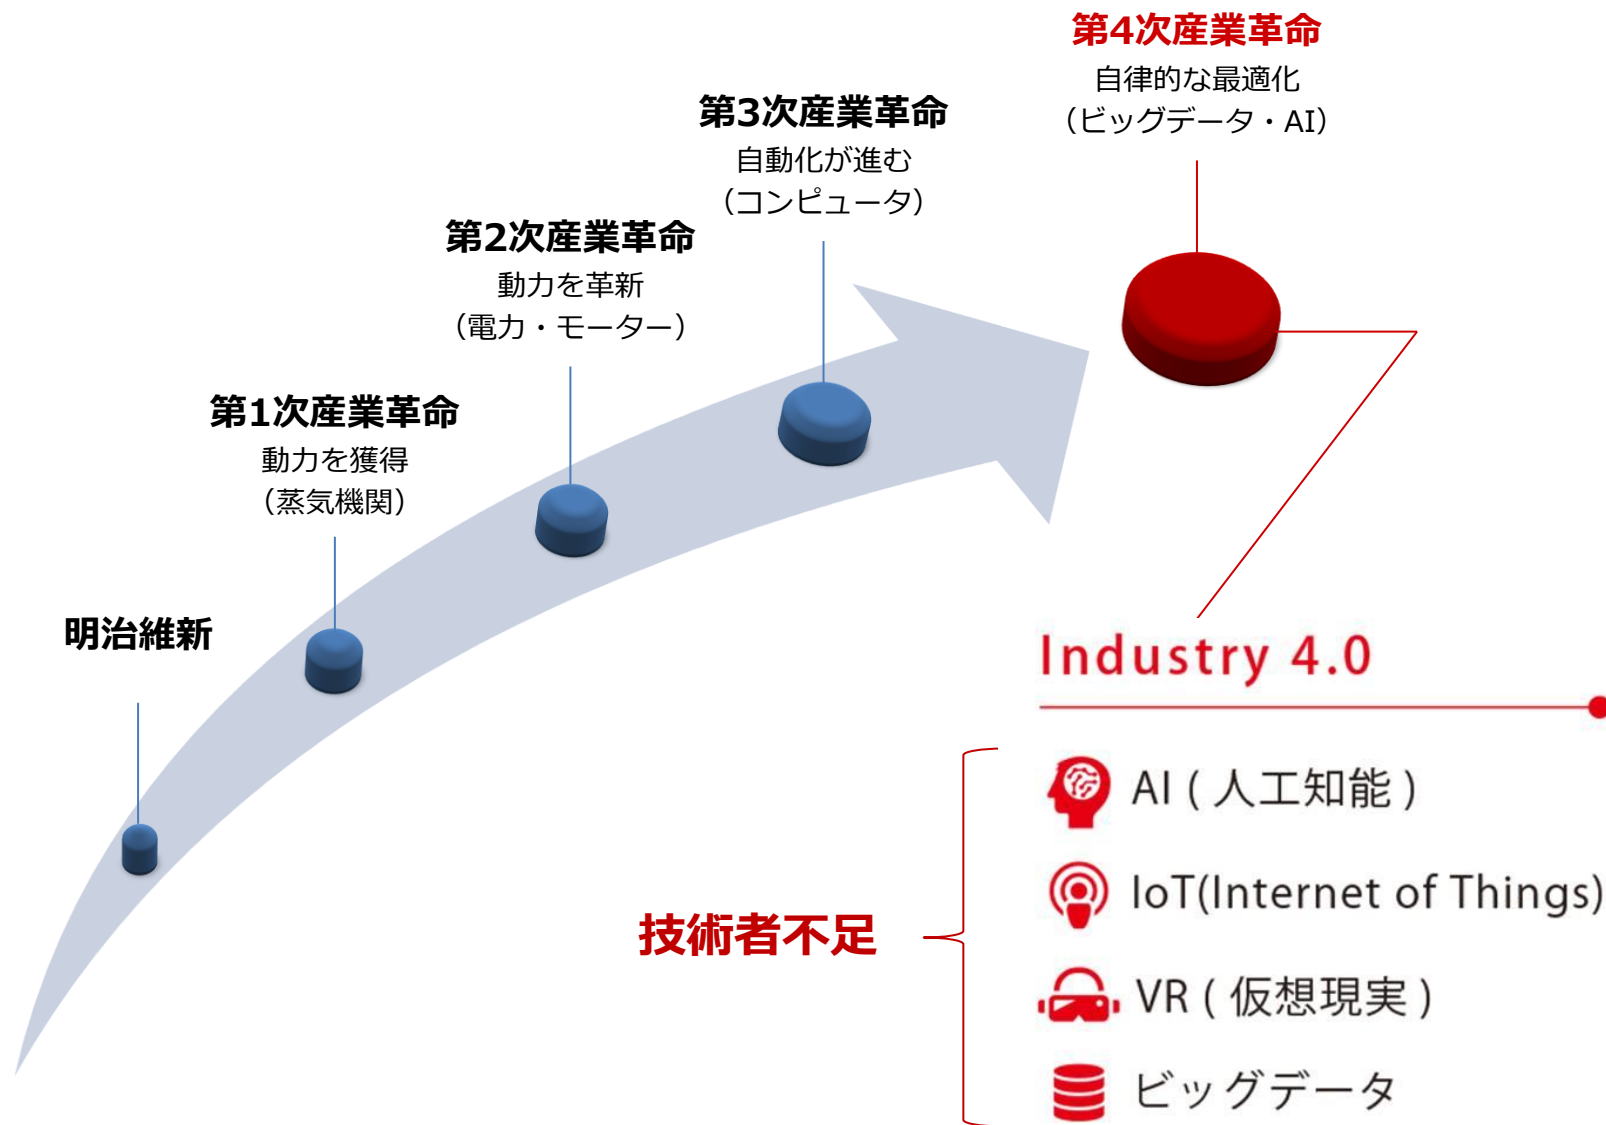 第4次産業革命
自律的な最適化
（ビッグデータ・AI）
第3次産業革命
自動化が進む
（コンピュータ）
第2次産業革命
動力を革新
（電力・モーター）
第1次産業革命
動力を獲得
（蒸気機関）
明治維新
Industry 4.0
技術者不足
AI ( 人工知能 )
IoT(Internet of Things)
VR ( 仮想現実 )
ビッグデータ